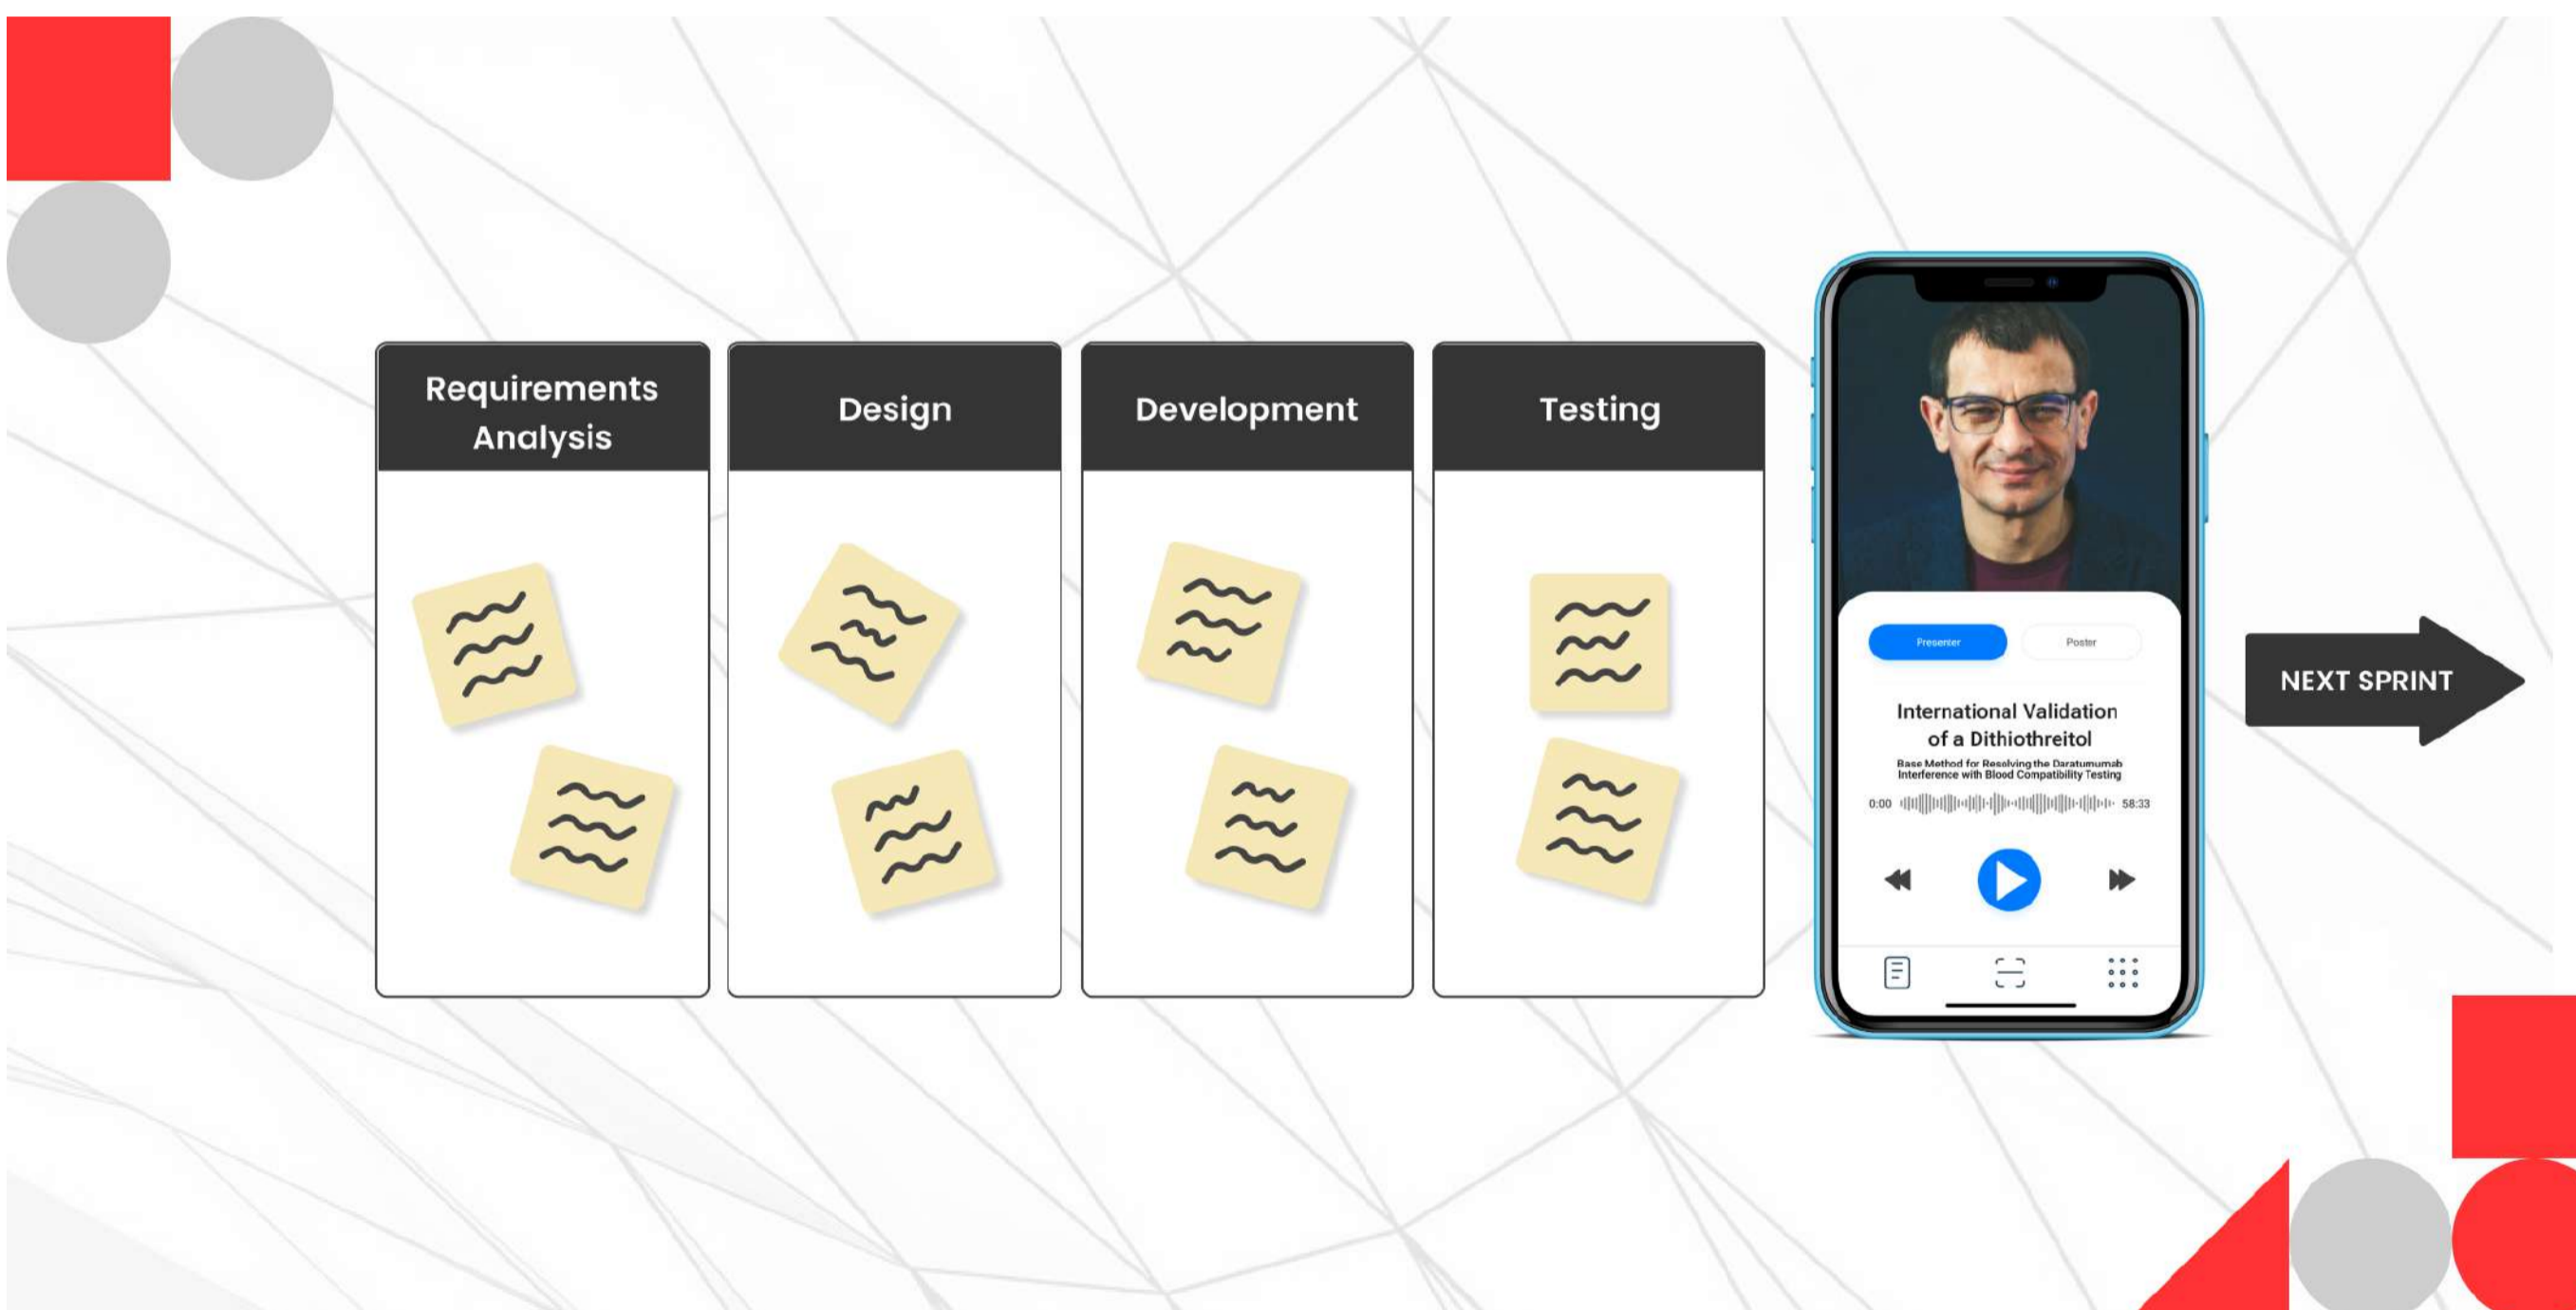 Requirements
Analysis
Design
Development
Testing
Presenter
Poster
International Validation
of a Dithiothreitol
Base Method for Resolving the Daratumumab
Interference with Blood Compatibility Testing
0:00
58:33
NEXT SPRINT